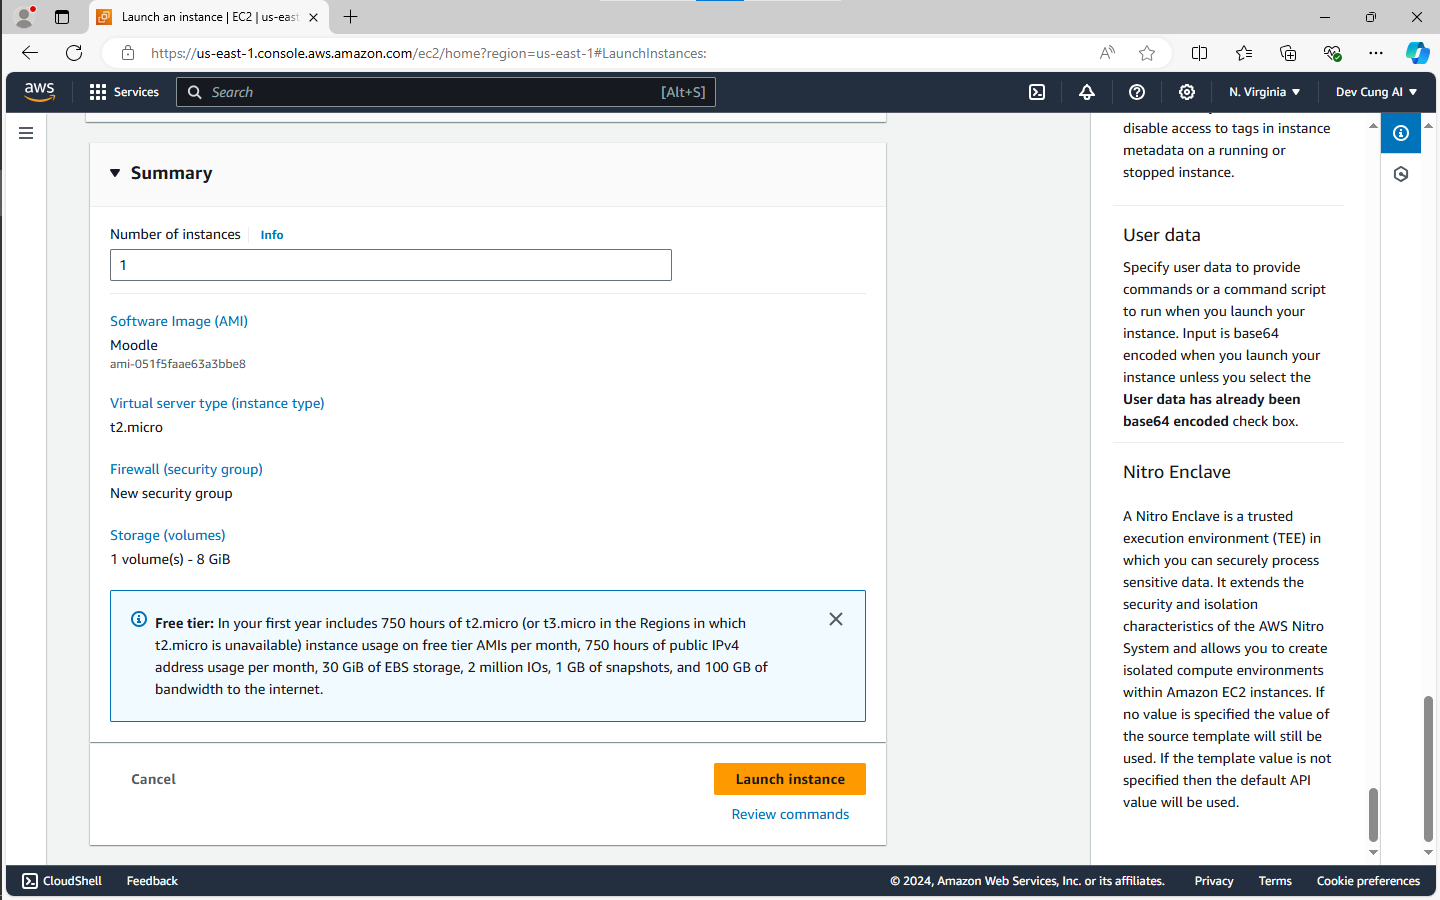 Launch an instance | EC2 | us-east
https://us-east-1.console.aws.amazon.com/ec2/home?region=us-east-1#LaunchInstances:
aws
Services
Search
[Alt+S]
N. Virginia
Dev Cung AI
Summary
Number of instances
Info
1
Software Image (AMI)
Moodle
ami-051f5faae63a3bbe8
Virtual server type (instance type)
t2.micro
Firewall (security group)
New security group
Storage (volumes)
1 volume(s) - 8 GiB
Free tier: In your first year includes 750 hours of t2.micro (or t3.micro in the Regions in which
t2.micro is unavailable) instance usage on free tier AMIs per month, 750 hours of public IPv4
address usage per month, 30 GiB of EBS storage, 2 million IOs, 1 GB of snapshots, and 100 GB of
bandwidth to the internet.
Cancel
Launch instance
Review commands
disable access to tags in instance
metadata on a running or
stopped instance.
User data
Specify user data to provide
commands or a command script
to run when you launch your
instance. Input is base64
encoded when you launch your
instance unless you select the
User data has already been
base64 encoded check box.
Nitro Enclave
A Nitro Enclave is a trusted
execution environment (TEE) in
which you can securely process
sensitive data. It extends the
security and isolation
characteristics of the AWS Nitro
System and allows you to create
isolated compute environments
within Amazon EC2 instances. If
no value is specified the value of
the source template will still be
used. If the template value is not
specified then the default API
value will be used.
CloudShell
Feedback
© 2024, Amazon Web Services, Inc. or its affiliates.
Privacy
Terms
Cookie preferences